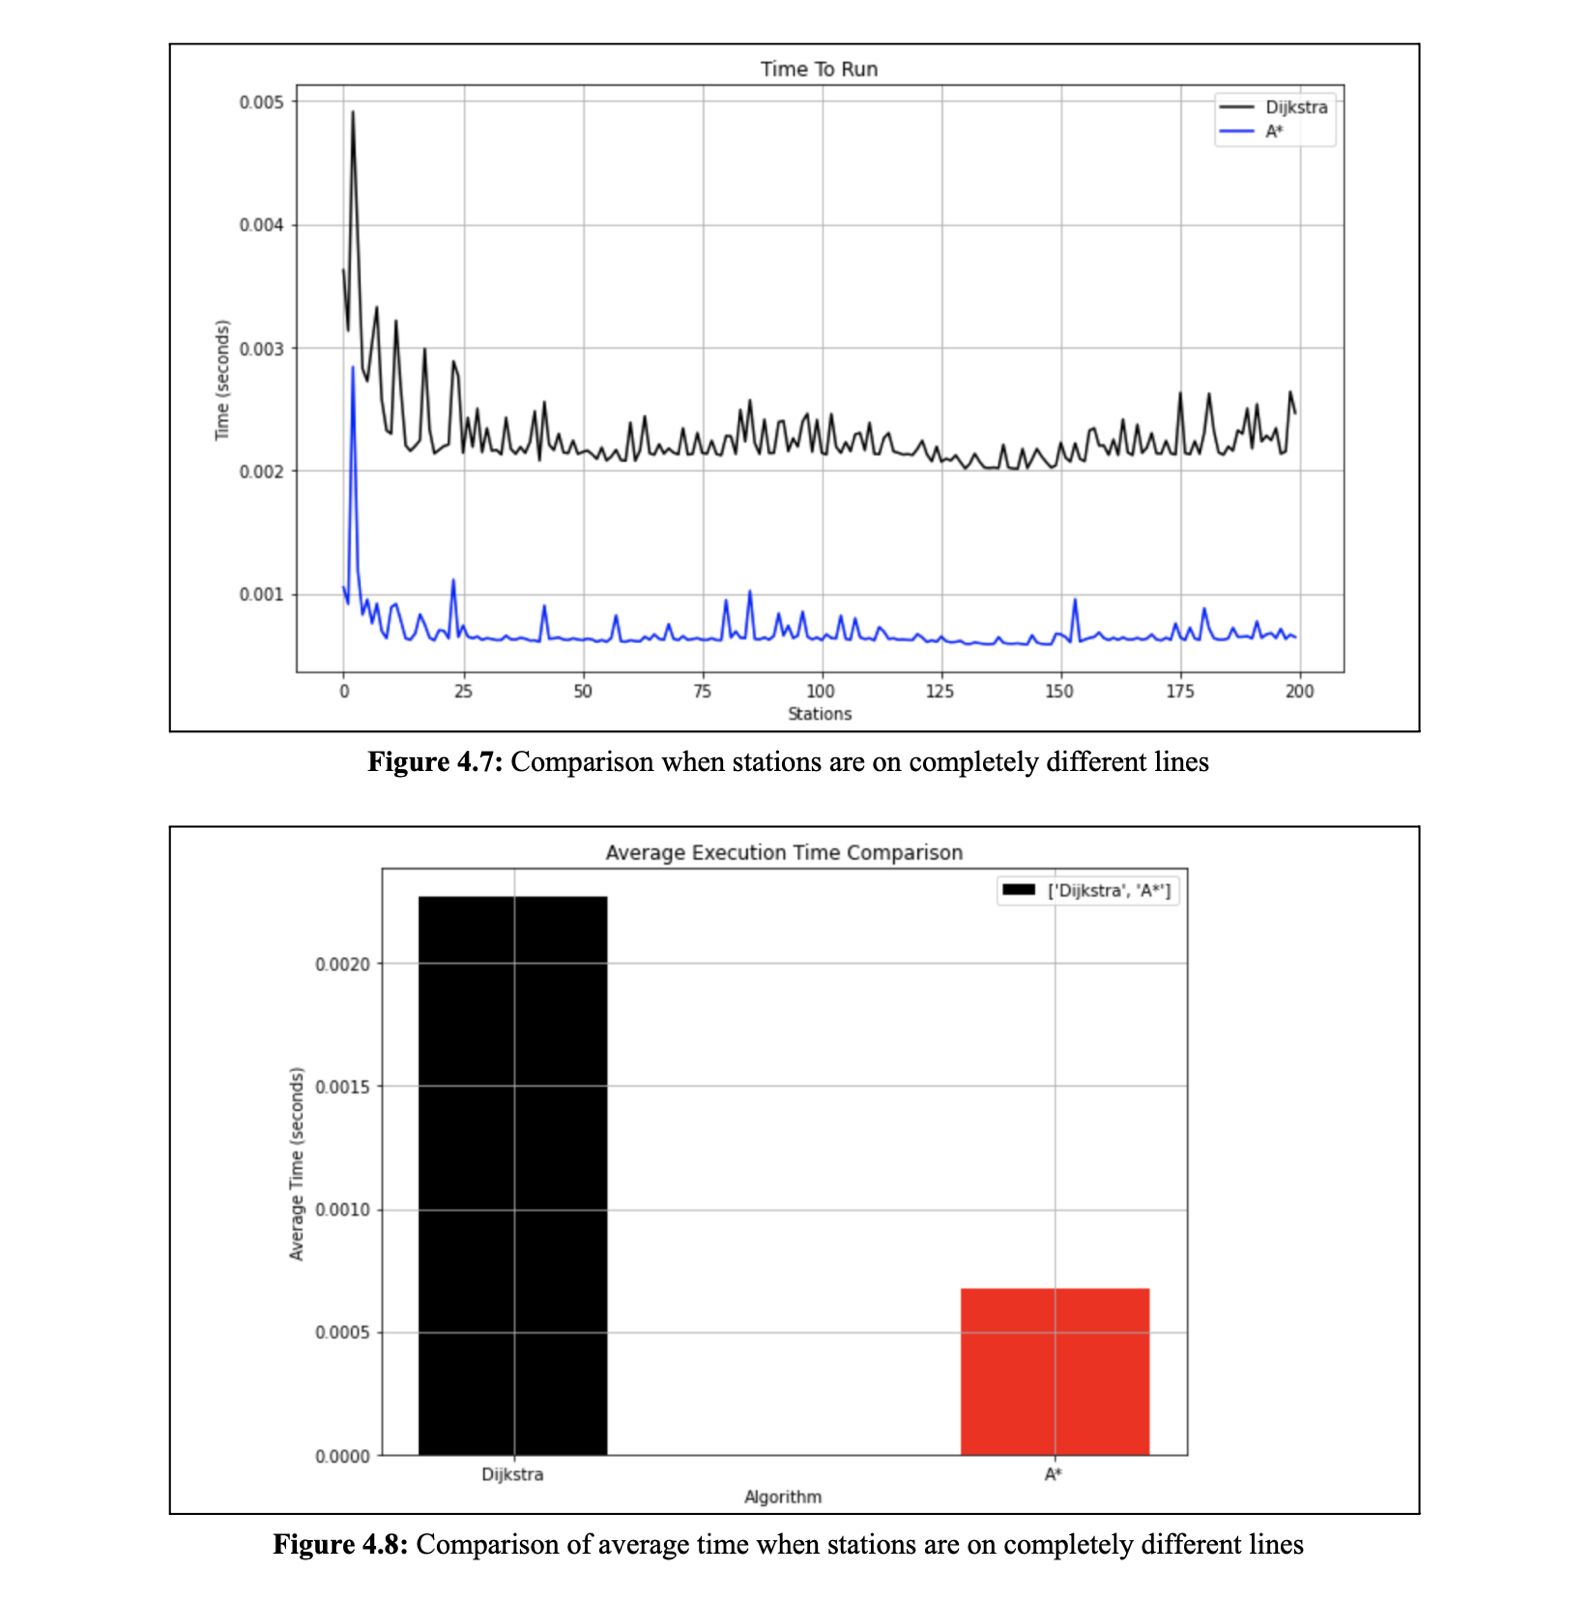 Time To Run
Dijkstra
A*
0.005
0.004
0.003
0.002
0.001
Time (seconds)
0 25 50 75 100 125 150 175 200
Stations
Figure 4.7: Comparison when stations are on completely different lines
Average Execution Time Comparison
['Dijkstra', 'A*']
0.0020
0.0015
0.0010
0.0005
0.0000
Average Time (seconds)
Dijkstra A*
Algorithm
Figure 4.8: Comparison of average time when stations are on completely different lines